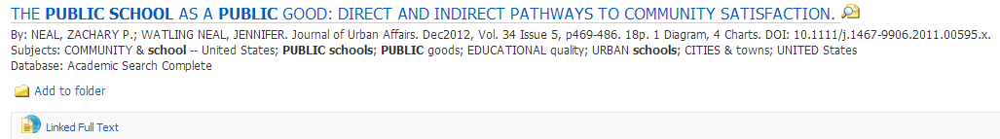 THE PUBLIC SCHOOL AS A PUBLIC GOOD: DIRECT AND INDIRECT PATHWAYS TO COMMUNITY SATISFACTION.
By: NEAL, ZACHARY P.; WATLING NEAL, JENNIFER. Journal of Urban Affairs. Dec2012, Vol. 34 Issue 5, p469-486. 18p. 1 Diagram, 4 Charts. DOI: 10.1111/j.1467-9906.2011.00595.x.
Subjects: COMMUNITY & school -- United States; PUBLIC schools; PUBLIC goods; EDUCATIONAL quality; URBAN schools; CITIES & towns; UNITED States
Database: Academic Search Complete
Add to folder
Linked Full Text